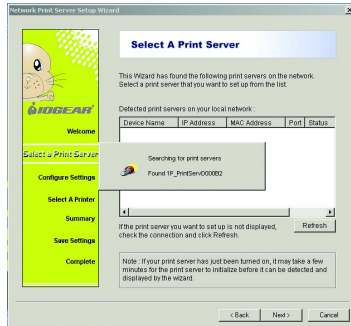 Network Print Server Setup Wizard
Select A Print Server
This Wizard has found the following print servers on the network.
Select a print server that you want to set up from the list.
Detected print servers on your local network :
Device Name IP Address MAC Address Port Status
Searching for print servers
Found 1P_PrintServD000B2
IOGEAR
Welcome
Select a Print Server
Configure Settings
Select A Printer
Summary
Save Settings
Complete
If the print server you want to set up is not displayed,
check the connection and click Refresh.
Refresh
Note : If your print server has just been turned on, it may take a few
minutes for the print server to initialize before it can be detected and
displayed by the wizard.
< Back Next > Cancel